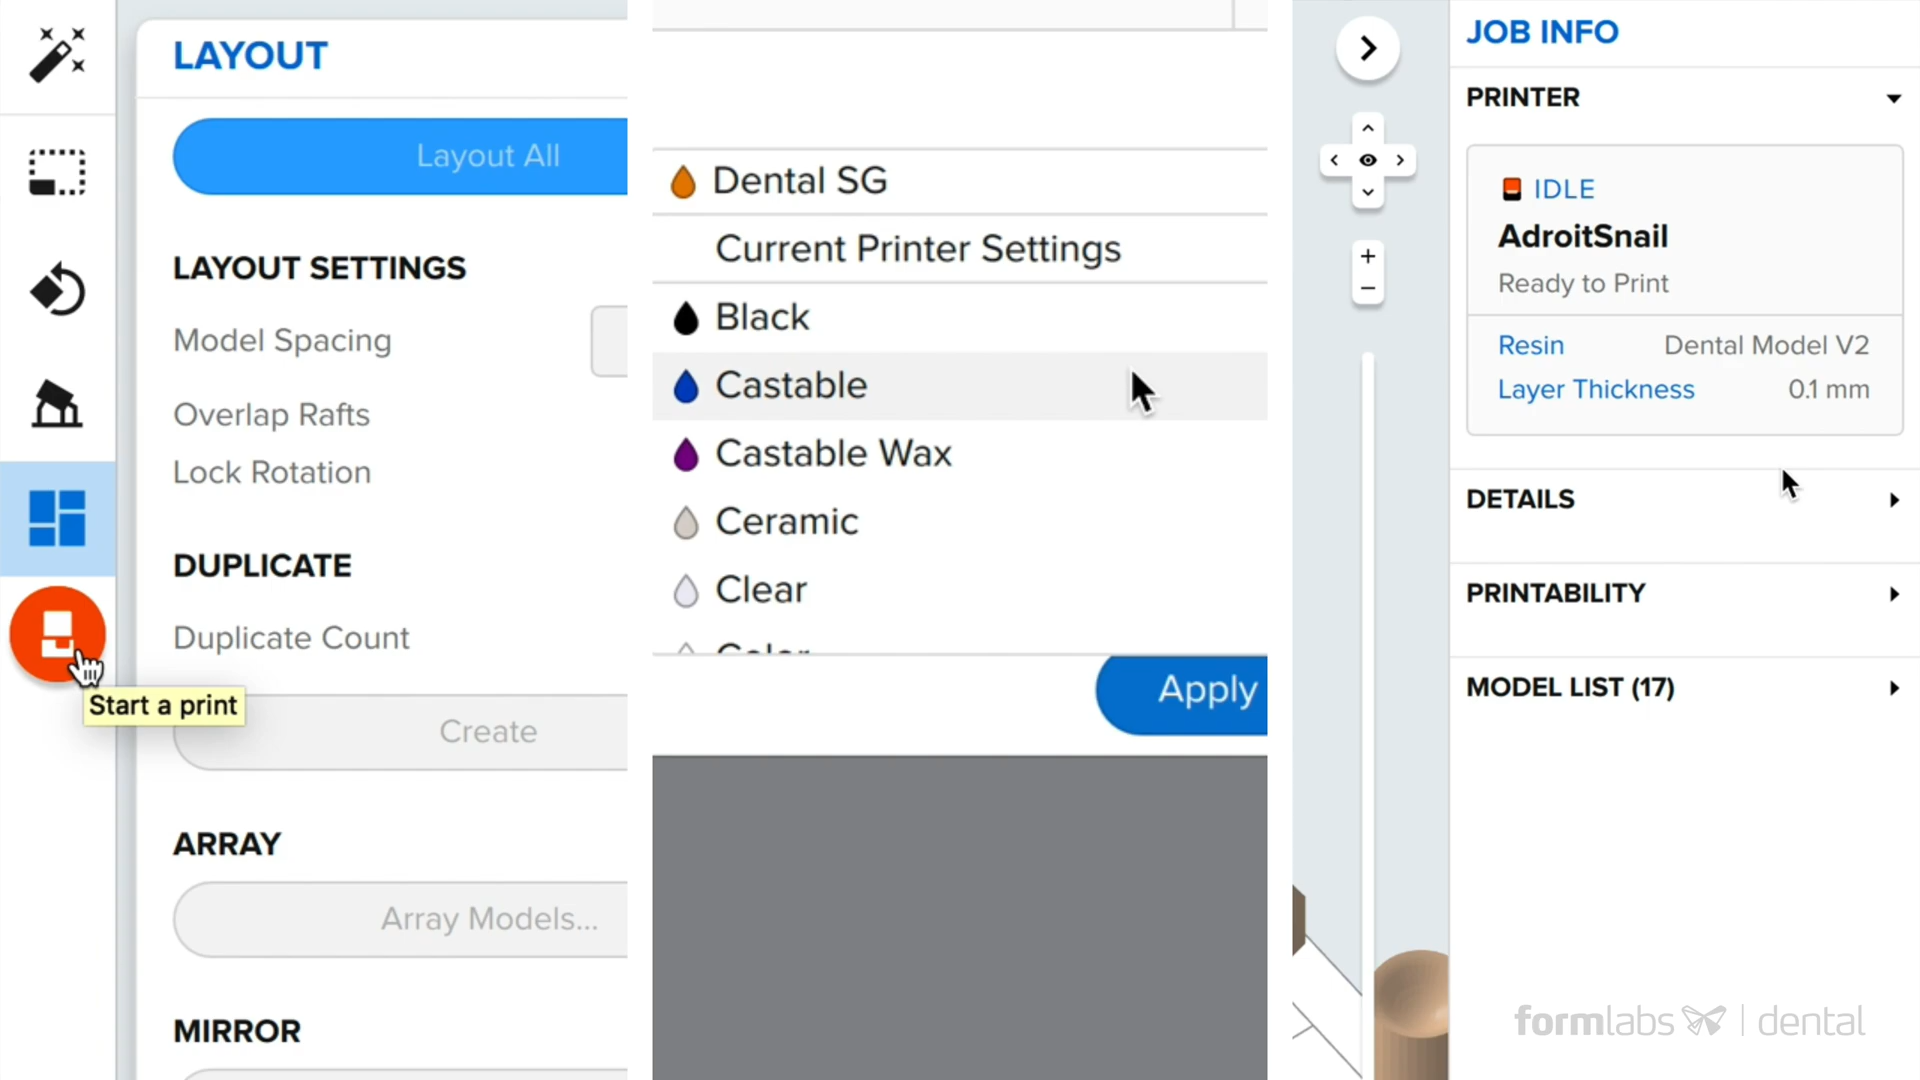 LAYOUT
Layout All
LAYOUT SETTINGS
Model Spacing
Overlap Rafts
Lock Rotation
DUPLICATE
Duplicate Count
Start a print
Create
ARRAY
Array Models...
MIRROR
Dental SG
Current Printer Settings
Black
Castable
Castable Wax
Ceramic
Clear
Color
Apply
JOB INFO
PRINTER
IDLE
AdroitSnail
Ready to Print
Resin Dental Model V2
Layer Thickness 0.1 mm
DETAILS
PRINTABILITY
MODEL LIST (17)
formlabs | dental